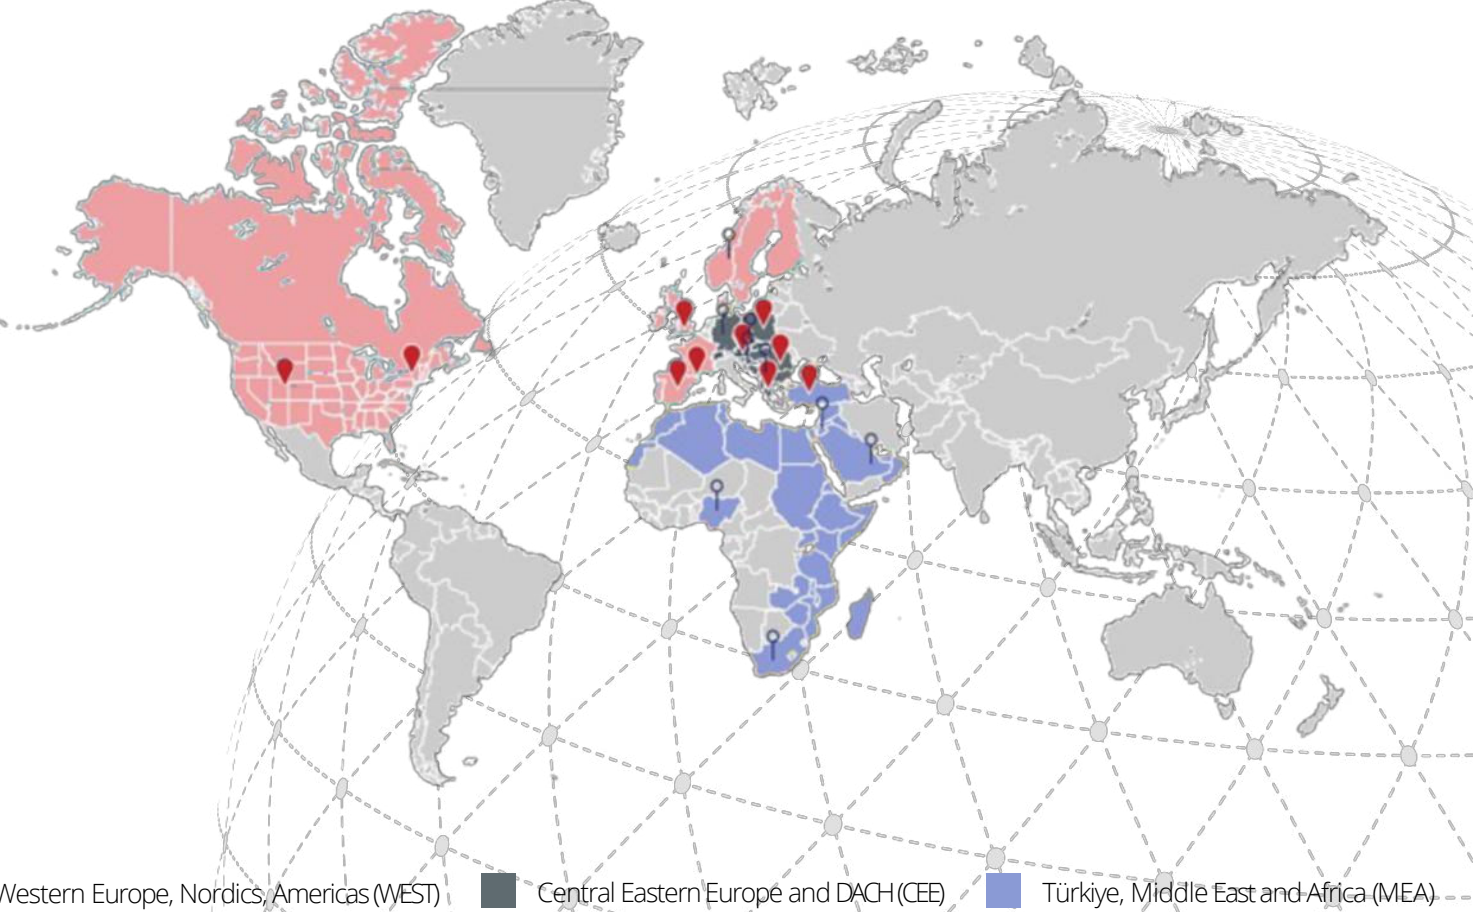 Western Europe, Nordics, Americas (WEST)
Central Eastern Europe and DACH (CEE)
Türkiye, Middle East and Africa (MEA)